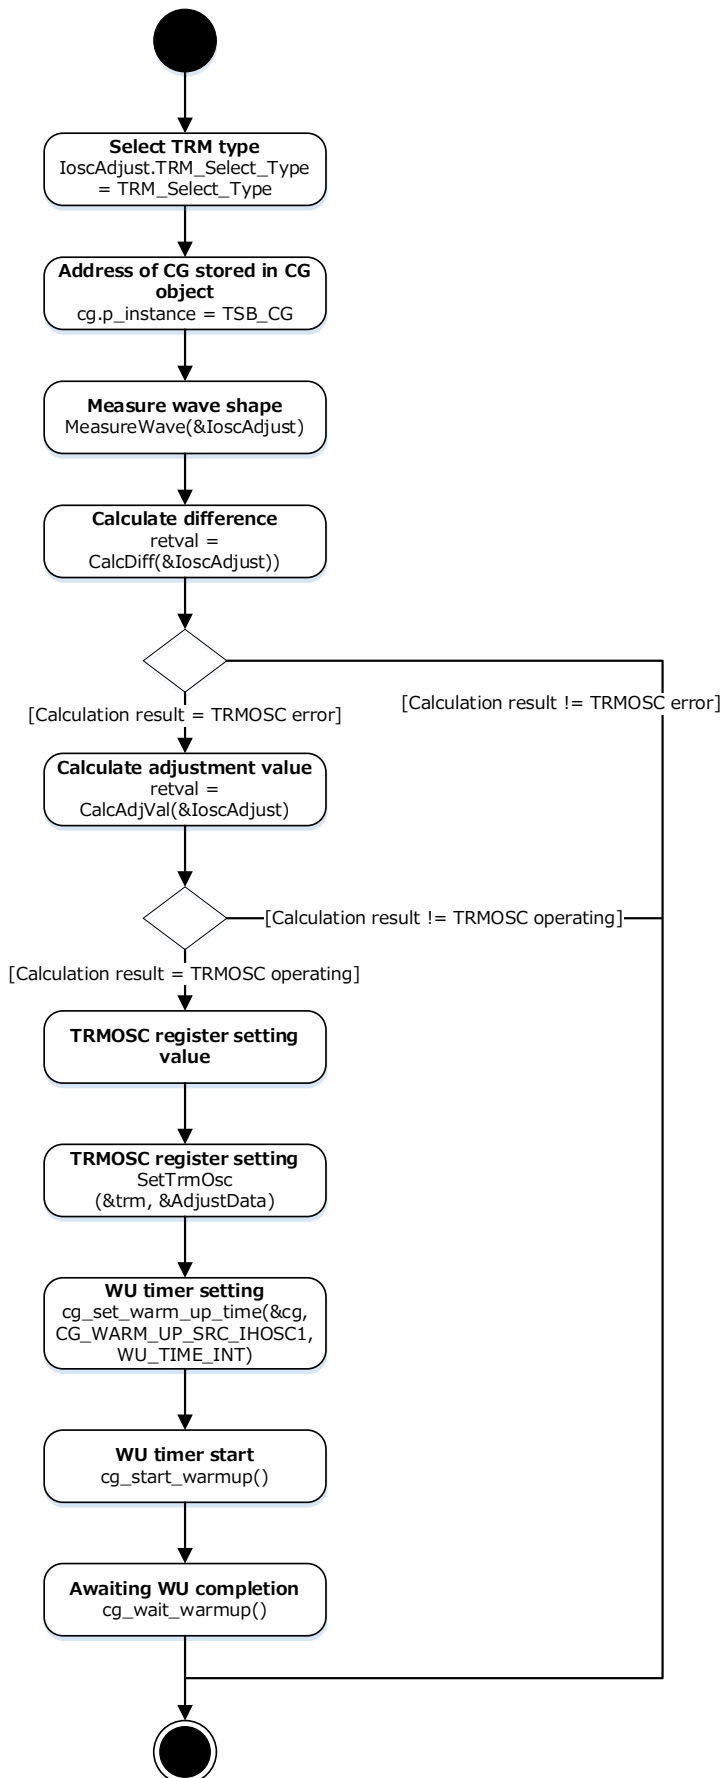 Select TRM type
IoscAdjust.TRM_Select_Type
= TRM_Select_Type
Address of CG stored in CG
object
cg.p_instance = TSB_CG
Measure wave shape
MeasureWave(&IoscAdjust)
Calculate difference
retval =
CalcDiff(&IoscAdjust))
[Calculation result != TRMOSC error]
[Calculation result = TRMOSC error]
Calculate adjustment value
retval =
CalcAdjVal(&IoscAdjust)
[Calculation result != TRMOSC operating]
[Calculation result = TRMOSC operating]
TRMOSC register setting
value
TRMOSC register setting
SetTrmOsc
(&trm, &AdjustData)
WU timer setting
cg_set_warm_up_time(&cg,
CG_WARM_UP_SRC_IHOSC1,
WU_TIME_INT)
WU timer start
cg_start_warmup()
Awaiting WU completion
cg_wait_warmup()